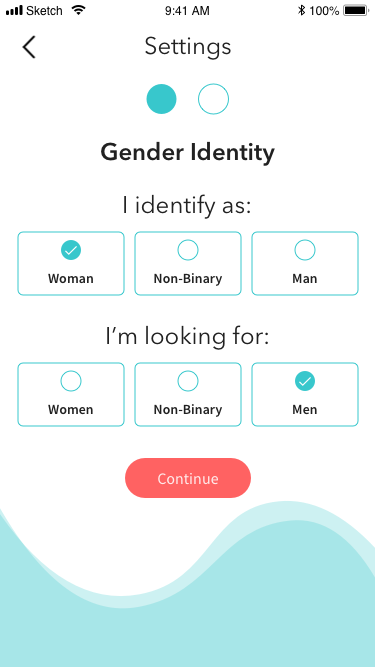 Sketch 9:41 AM 100%
Settings
Gender Identity
I identify as:
Woman Non-Binary Man
I’m looking for:
Women Non-Binary Men
Continue